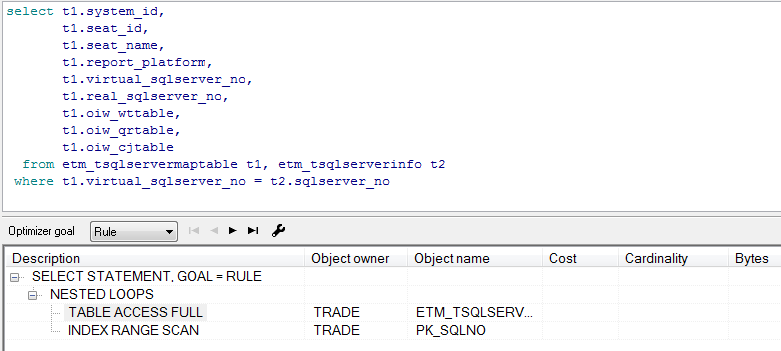 select t1.system_id,
t1.seat_id,
t1.seat_name,
t1.report_platform,
t1.virtual_sqlserver_no,
t1.real_sqlserver_no,
t1.oiw_wttable,
t1.oiw_qrtable,
t1.oiw_cjtable
from etm_tsqlservermaptable t1, etm_tsqlserverinfo t2
where t1.virtual_sqlserver_no = t2.sqlserver_no
Optimizer goal Rule
Description Object owner Object name Cost Cardinality Bytes
SELECT STATEMENT, GOAL = RULE
NESTED LOOPS
TABLE ACCESS FULL TRADE ETM_TSQLSERV...
INDEX RANGE SCAN TRADE PK_SQLNO